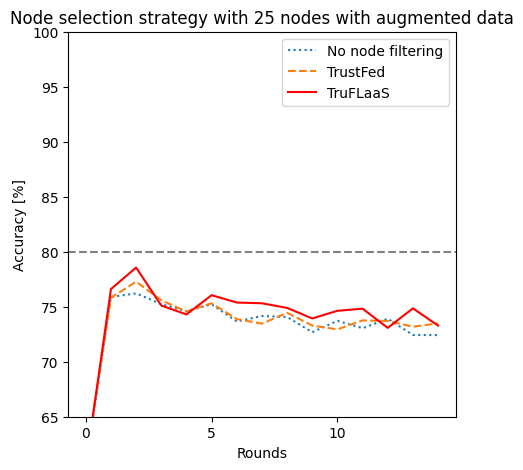 Node selection strategy with 25 nodes with augmented data
100
95
90
85
80
75
70
65
Accuracy [%]
No node filtering
TrustFed
TruFLaaS
0
5
10
Rounds